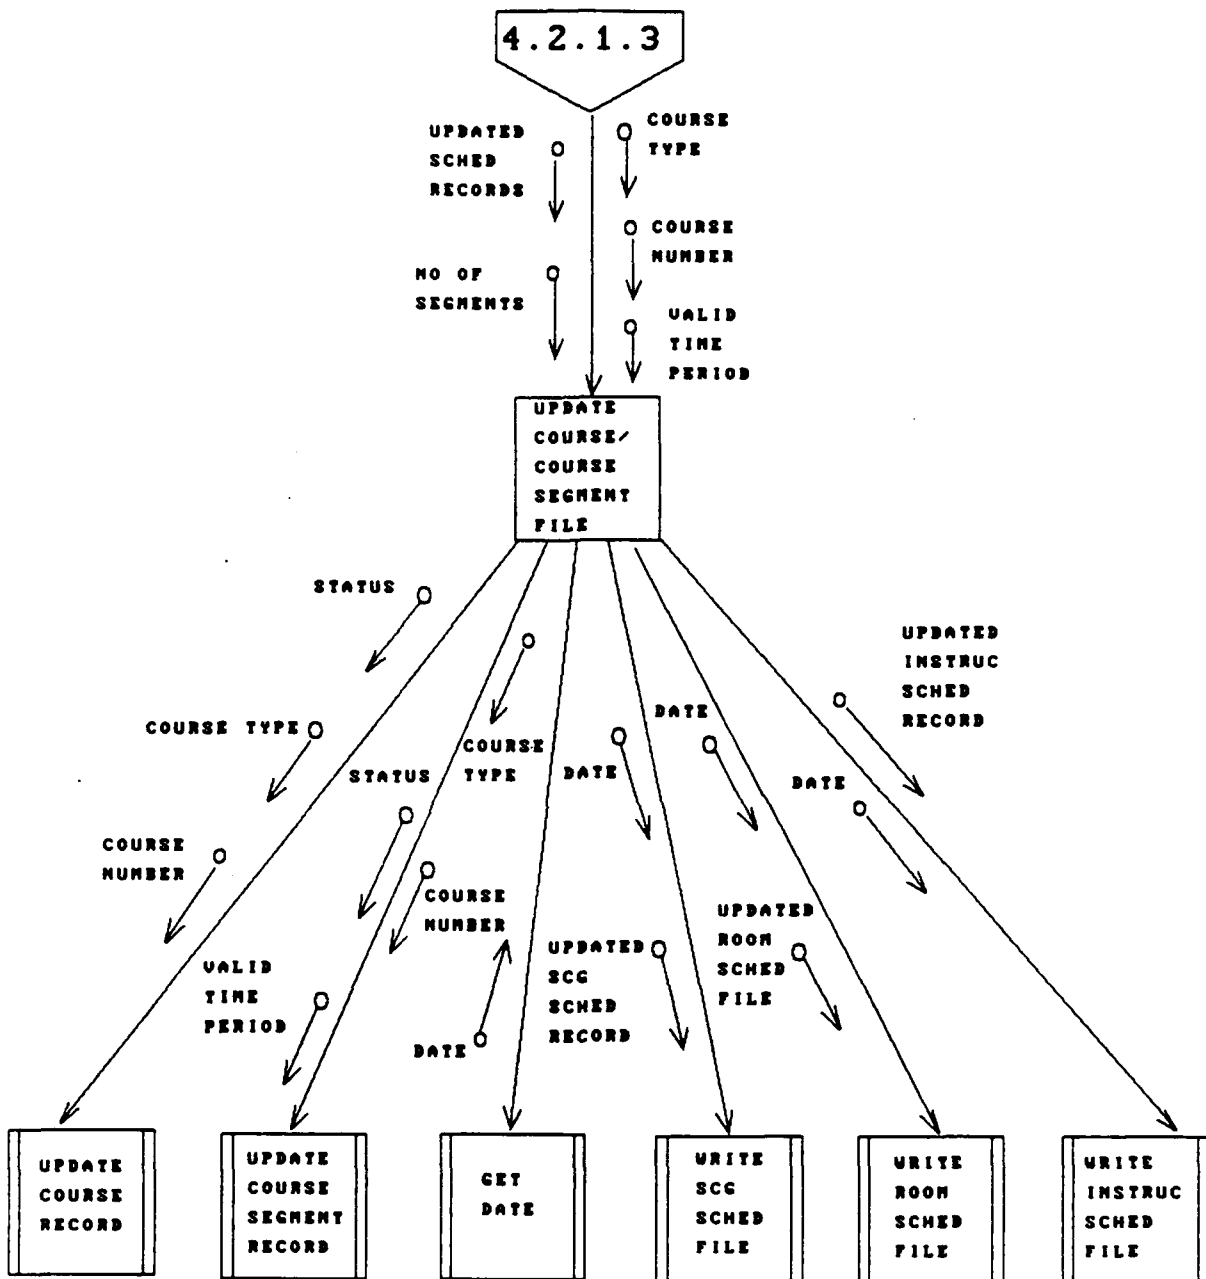 4.2.1.3
UPDATED
SCHED
RECORDS
COURSE
TYPE
COURSE
NUMBER
NO OF
SEGMENTS
VALID
TIME
PERIOD
UPDATE
COURSE/
COURSE
SEGMENT
FILE
STATUS
UPDATED
INSTRUC
SCHED
RECORD
COURSE TYPE
COURSE
TYPE
DATE
STATUS
DATE
DATE
COURSE
NUMBER
COURSE
NUMBER
UPDATED
ROOM
SCHED
FILE
UPDATED
SCG
SCHED
RECORD
VALID
TIME
PERIOD
DATE
UPDATE
COURSE
RECORD
UPDATE
COURSE
SEGMENT
RECORD
GET
DATE
WRITE
SCG
SCHED
FILE
WRITE
ROOM
SCHED
FILE
WRITE
INSTRUC
SCHED
FILE